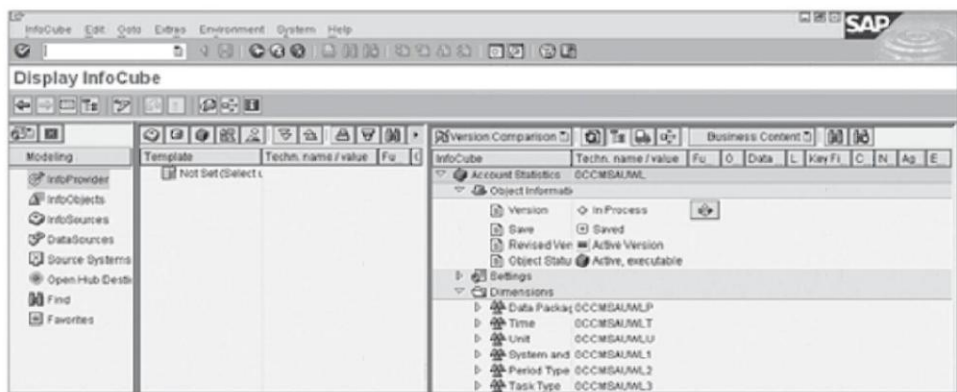 InfoCube Edit Goto Extras Environment System Help
SAP
Display InfoCube
Version Comparison
Business Content
Modeling
Template Techn. name / value Fu
InfoCube Techn. name / value Fu O Data L KeyFi C N Ag E
Not Set (Select
Account Statistics 0CCMSAUWL
InfoProvider
Object Informati
InfoObjects
Version In Process
InfoSources
Save Saved
DataSources
Revised Ver = Active Version
Source Systems
Object Statu Active, executable
Open Hub Desti
Settings
Find
Dimensions
Favorites
Data Packag 0CCMSAUWLP
Time 0CCMSAUWLT
Unit 0CCMSAUWLU
System and 0CCMSAUWL1
Period Type 0CCMSAUWL2
Task Type 0CCMSAUWL3